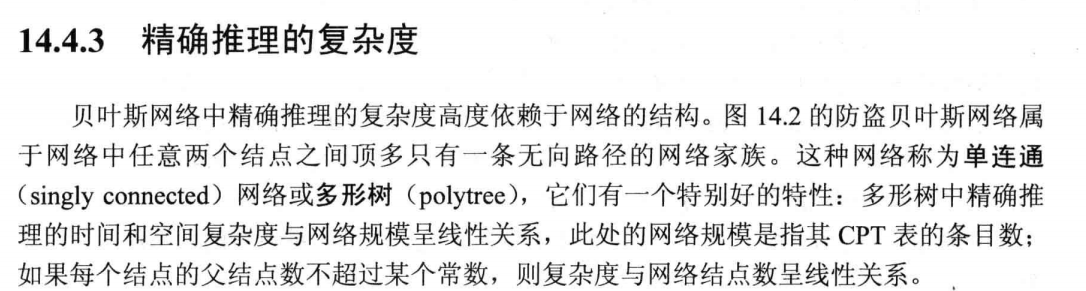 14.4.3 精确推理的复杂度
贝叶斯网络中精确推理的复杂度高度依赖于网络的结构。图 14.2 的防盗贝叶斯网络属
于网络中任意两个结点之间顶多只有一条无向路径的网络家族。这种网络称为单连通
（singly connected）网络或多形树（polytree），它们有一个特别好的特性：多形树中精确推
理的时间和空间复杂度与网络规模呈线性关系，此处的网络规模是指其 CPT 表的条目数；
如果每个结点的父结点数不超过某个常数，则复杂度与网络结点数呈线性关系。